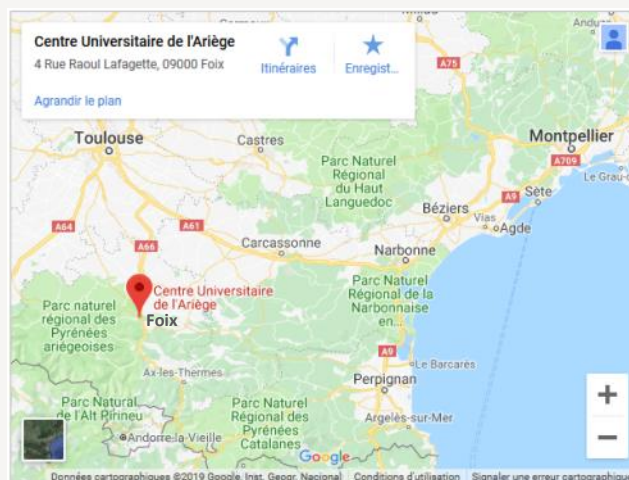 Centre Universitaire de l'Ariège
4 Rue Raoul Lafagette, 09000 Foix
Itinéraires
Enregist...
Agrandir le plan
A75
Toulouse
Castres
Montpellier
A709
Parc Naturel
Régional
du Haut
Languedoc
A9
Sète
Béziers
Vias
Agde
A64
A61
A66
Carcassonne
Narbonne
Centre Universitaire
de l'Ariège
Foix
Parc naturel
régional des
Pyrénées
ariégeoises
Parc Naturel
Régional de la
Narbonnaise
en...
A9
Le Barcarès
Ax-les-Thermes
Perpignan
Parc Natural
de l'Alt Pirineu
Parc Naturel
Régional des
Pyrénées
Catalanes
Argelès-sur-Mer
Andorre-la-Vieille
+
−
Google
Données cartographiques ©2019 Google, Inst. Geogr. Nacional
Conditions d'utilisation
Signaler une erreur cartographique